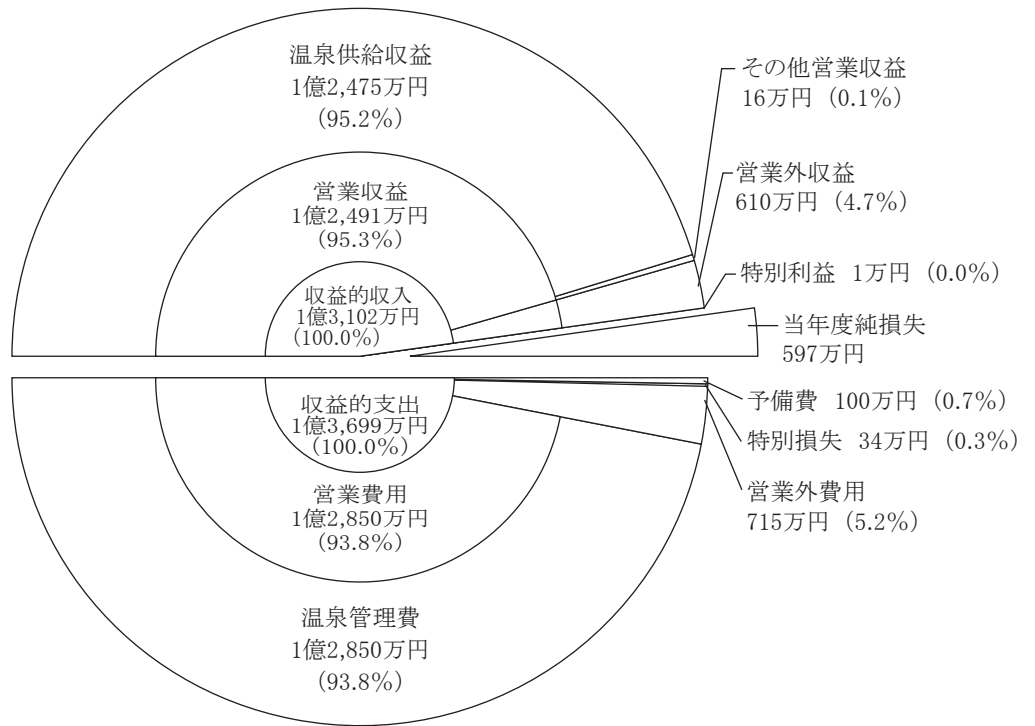 温泉供給収益
1億2,475万円
(95.2%)
営業収益
1億2,491万円
(95.3%)
収益的収入
1億3,102万円
(100.0%)
その他営業収益
16万円 (0.1%)
営業外収益
610万円 (4.7%)
特別利益 1万円 (0.0%)
当年度純損失
597万円
収益的支出
1億3,699万円
(100.0%)
営業費用
1億2,850万円
(93.8%)
温泉管理費
1億2,850万円
(93.8%)
予備費 100万円 (0.7%)
特別損失 34万円 (0.3%)
営業外費用
715万円 (5.2%)